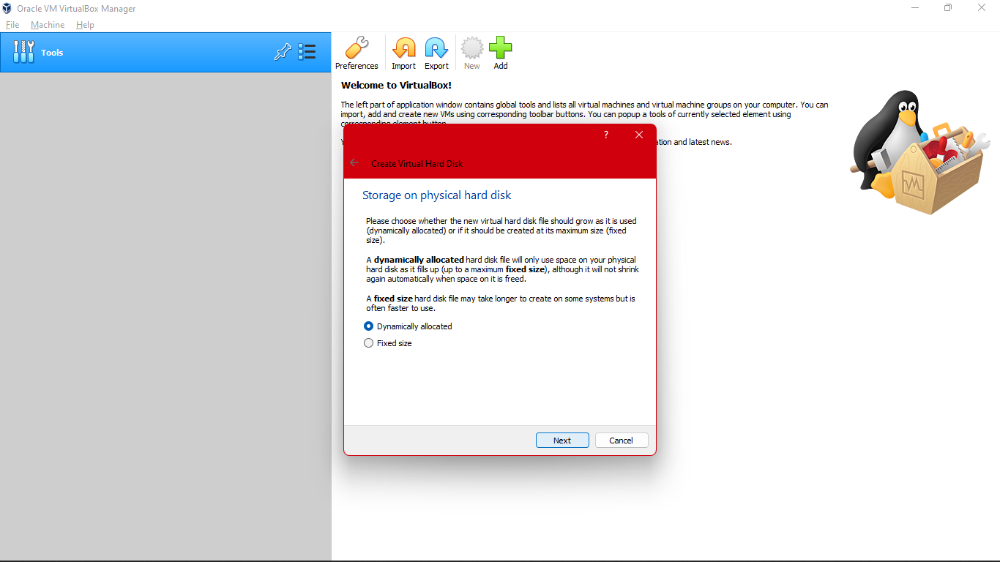 Oracle VM VirtualBox Manager
File Machine Help
Tools
Preferences Import Export New Add
Welcome to VirtualBox!
The left part of application window contains global tools and lists all virtual machines and virtual machine groups on your computer. You can
import, add and create new VMs using corresponding toolbar buttons. You can popup a tools of currently selected element using
corresponding element button.
and latest news.
?
Create Virtual Hard Disk
Storage on physical hard disk
Please choose whether the new virtual hard disk file should grow as it is used
(dynamically allocated) or if it should be created at its maximum size (fixed
size).
A dynamically allocated hard disk file will only use space on your physical
hard disk as it fills up (up to a maximum fixed size), although it will not shrink
again automatically when space on it is freed.
A fixed size hard disk file may take longer to create on some systems but is
often faster to use.
Dynamically allocated
Fixed size
Next Cancel